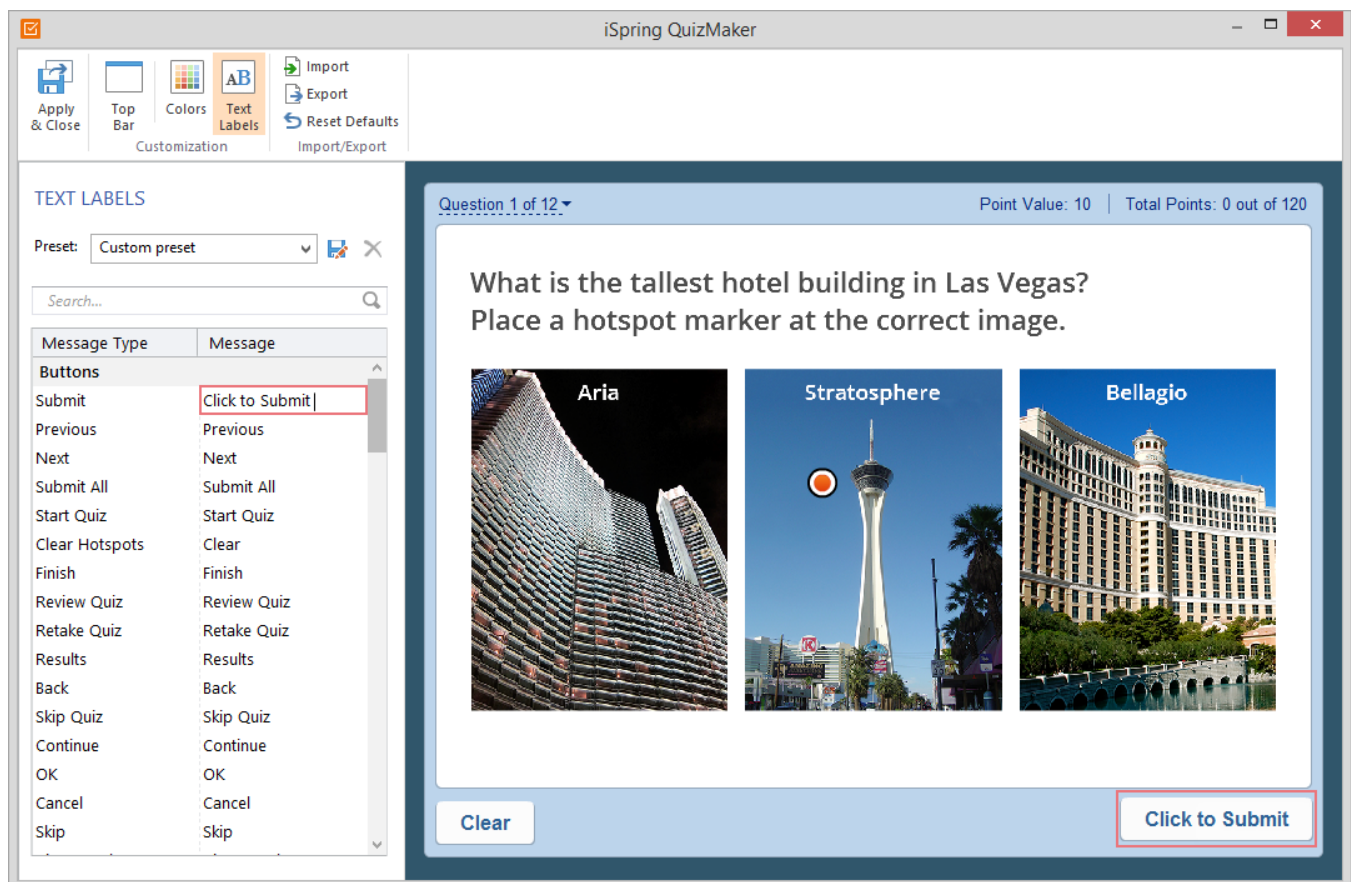 iSpring QuizMaker
Import
Export
Reset Defaults
Apply & Close
Top Bar
Colors
Text Labels
AB
Customization
Import/Export
TEXT LABELS
Preset: Custom preset
Search...
Message Type Message
Buttons
Submit Click to Submit
Previous Previous
Next Next
Submit All Submit All
Start Quiz Start Quiz
Clear Hotspots Clear
Finish Finish
Review Quiz Review Quiz
Retake Quiz Retake Quiz
Results Results
Back Back
Skip Quiz Skip Quiz
Continue Continue
OK OK
Cancel Cancel
Skip Skip
Question 1 of 12 Point Value: 10 Total Points: 0 out of 120
What is the tallest hotel building in Las Vegas?
Place a hotspot marker at the correct image.
Aria Stratosphere Bellagio
K
Clear Click to Submit